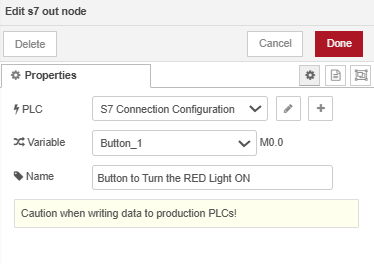 Edit s7 out node
Delete
Cancel
Done
Properties
PLC
S7 Connection Configuration
Variable
Button_1
M0.0
Name
Button to Turn the RED Light ON
Caution when writing data to production PLCs!